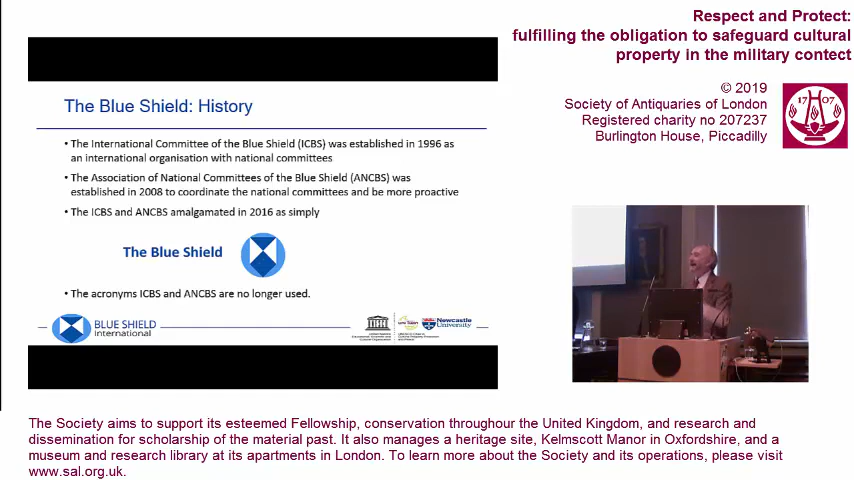 Respect and Protect:
fulfilling the obligation to safeguard cultural
property in the military contect
© 2019
Society of Antiquaries of London
Registered charity no 207237
Burlington House, Piccadilly
17 07
The Blue Shield: History
• The International Committee of the Blue Shield (ICBS) was established in 1996 as
an international organisation with national committees
• The Association of National Committees of the Blue Shield (ANCBS) was
established in 2008 to coordinate the national committees and be more proactive
• The ICBS and ANCBS amalgamated in 2016 as simply
The Blue Shield
• The acronyms ICBS and ANCBS are no longer used.
BLUE SHIELD
International
Newcastle
University
The Society aims to support its esteemed Fellowship, conservation throughour the United Kingdom, and research and
dissemination for scholarship of the material past. It also manages a heritage site, Kelmscott Manor in Oxfordshire, and a
museum and research library at its apartments in London. To learn more about the Society and its operations, please visit
www.sal.org.uk.